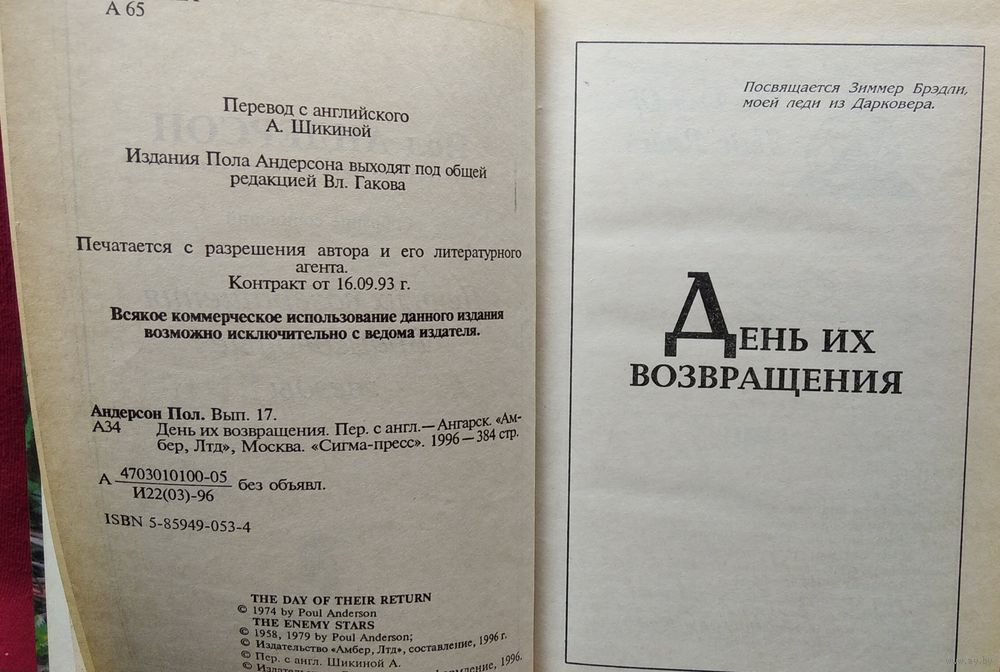 А 65
Перевод с английского
А. Шикиной
Издания Пола Андерсона выходят под общей
редакцией Вл. Гакова
Печатается с разрешения автора и его литературного
агента.
Контракт от 16.09.93 г.
Всякое коммерческое использование данного издания
возможно исключительно с ведома издателя.
Андерсон Пол. Вып. 17.
А34 День их возвращения. Пер. с англ.—Ангарск. «Ам-
бер, Лтд», Москва. «Сигма-пресс». 1996—384 стр.
А 4703010100-05
И22(03)-96 без объявл.
ISBN 5-85949-053-4
THE DAY OF THEIR RETURN
© 1974 by Poul Anderson
THE ENEMY STARS
© 1958, 1979 by Poul Anderson;
© Издательство «Амбер, Лтд», составление, 1996 г.
© Пер. с англ. Шикиной А.
© 1996.
Посвящается Зиммер Брэдли,
моей леди из Дарковера.
ДЕНЬ ИХ
ВОЗВРАЩЕНИЯ